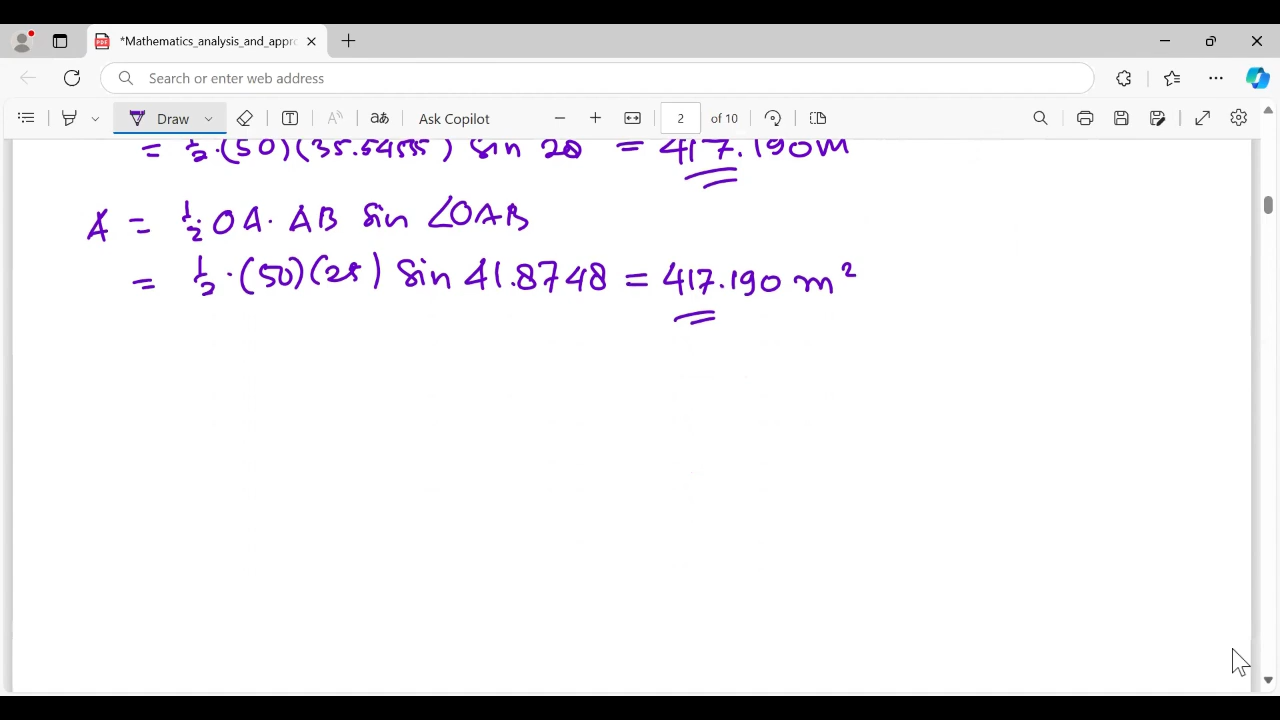 *Mathematics_analysis_and_appro
Search or enter web address
Draw
Ask Copilot
2 of 10
= 1/2 · (50)(35.5455) sin 28 = 417.190m
A = 1/2 · OA · AB sin ∠OAB
= 1/2 · (50)(25) sin 41.8748 = 417.190 m²